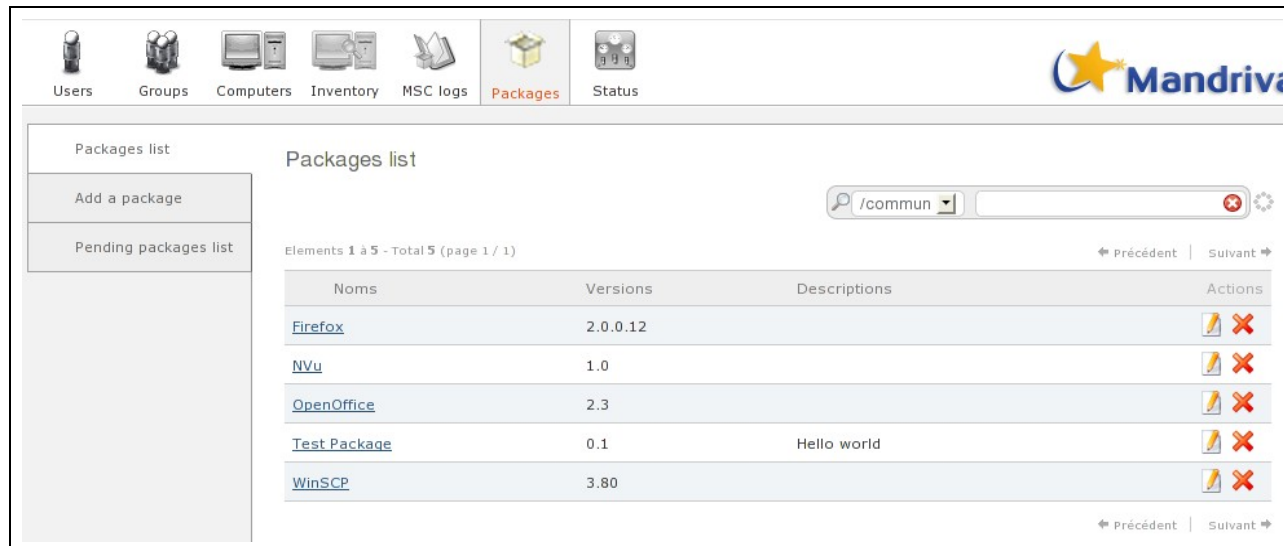 Users Groups Computers Inventory MSC logs Packages Status
Mandriva
Packages list
Add a package
Pending packages list
Packages list
/commun
Elements 1 à 5 - Total 5 (page 1 / 1)
Précédent | Suivant
Noms Versions Descriptions Actions
Firefox 2.0.0.12
NVu 1.0
OpenOffice 2.3
Test Package 0.1 Hello world
WinSCP 3.80
Précédent | Suivant